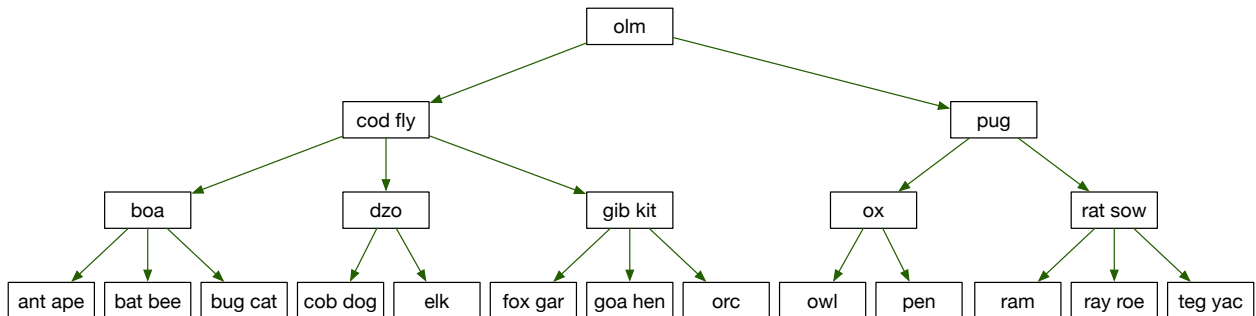 olm
cod fly
pug
boa
dzo
gib kit
ox
rat sow
ant ape
bat bee
bug cat
cob dog
elk
fox gar
goa hen
orc
owl
pen
ram
ray roe
teg yac